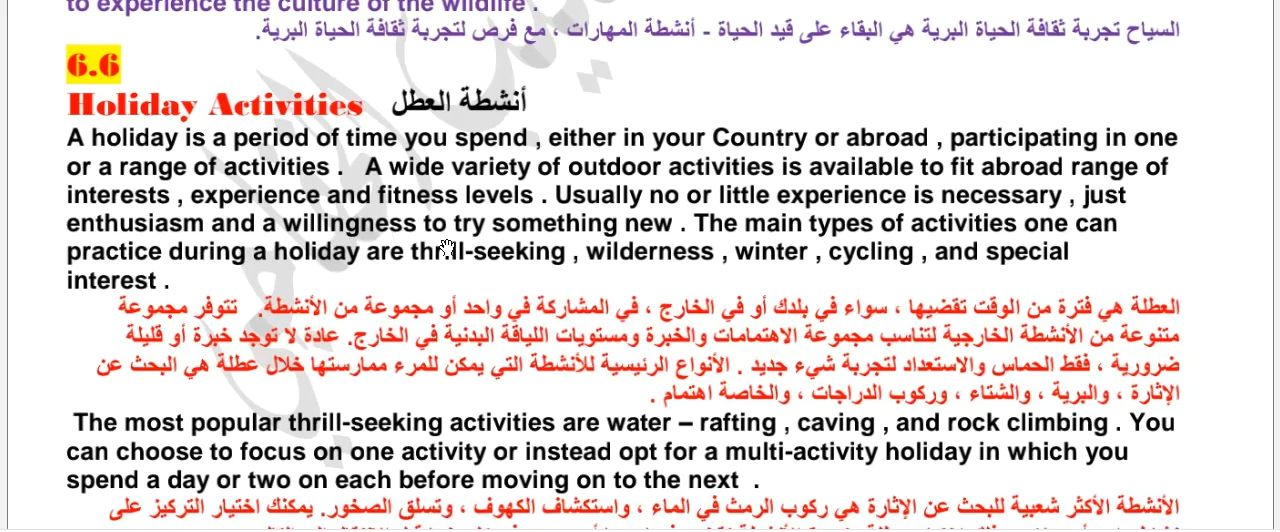 to experience the culture of the wildlife .
السياح تجربة ثقافة الحياة البرية هي البقاء على قيد الحياة - أنشطة المهارات ، مع فرص لتجربة ثقافة الحياة البرية.
6.6
Holiday Activities أنشطة العطل
A holiday is a period of time you spend , either in your Country or abroad , participating in one
or a range of activities . A wide variety of outdoor activities is available to fit abroad range of
interests , experience and fitness levels . Usually no or little experience is necessary , just
enthusiasm and a willingness to try something new . The main types of activities one can
practice during a holiday are thrill-seeking , wilderness , winter , cycling , and special
interest .
العطلة هي فترة من الوقت تقضيها ، سواء في بلدك أو في الخارج ، في المشاركة في واحد أو مجموعة من الأنشطة. تتوفر مجموعة
متنوعة من الأنشطة الخارجية لتناسب مجموعة الاهتمامات والخبرة ومستويات اللياقة البدنية في الخارج. عادة لا توجد خبرة أو قليلة
ضرورية ، فقط الحماس والاستعداد لتجربة شيء جديد . الأنواع الرئيسية للأنشطة التي يمكن للمرء ممارستها خلال عطلة هي البحث عن
الإثارة ، والبرية ، والشتاء ، وركوب الدراجات ، والخاصة اهتمام .
The most popular thrill-seeking activities are water – rafting , caving , and rock climbing . You
can choose to focus on one activity or instead opt for a multi-activity holiday in which you
spend a day or two on each before moving on to the next .
الأنشطة الأكثر شعبية للبحث عن الإثارة هي ركوب الرمث في الماء ، واستكشاف الكهوف ، وتسلق الصخور. يمكنك اختيار التركيز على